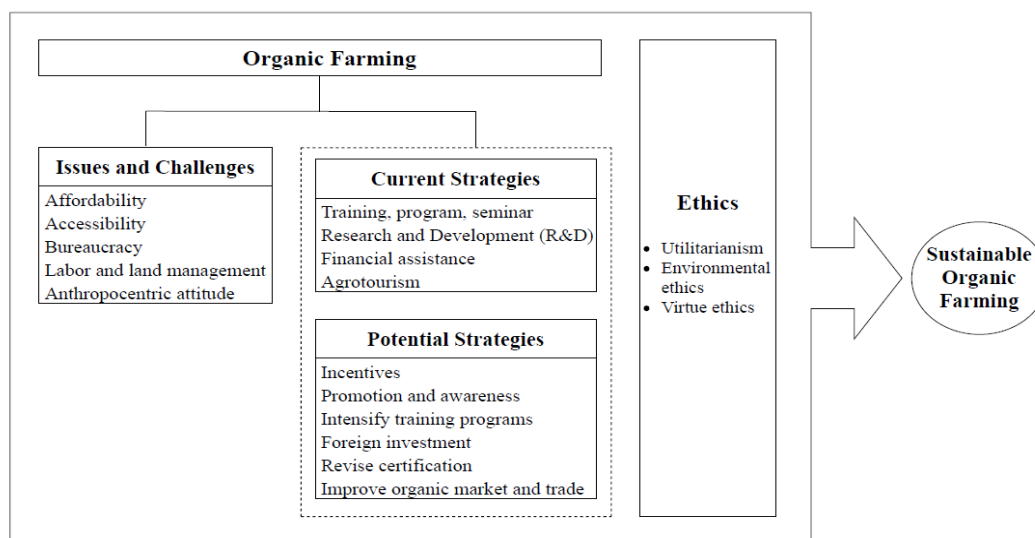 Organic Farming
Issues and Challenges
Affordability
Accessibility
Bureaucracy
Labor and land management
Anthropocentric attitude
Current Strategies
Training, program, seminar
Research and Development (R&D)
Financial assistance
Agrotourism
Potential Strategies
Incentives
Promotion and awareness
Intensify training programs
Foreign investment
Revise certification
Improve organic market and trade
Ethics
• Utilitarianism
• Environmental
ethics
• Virtue ethics
Sustainable
Organic
Farming